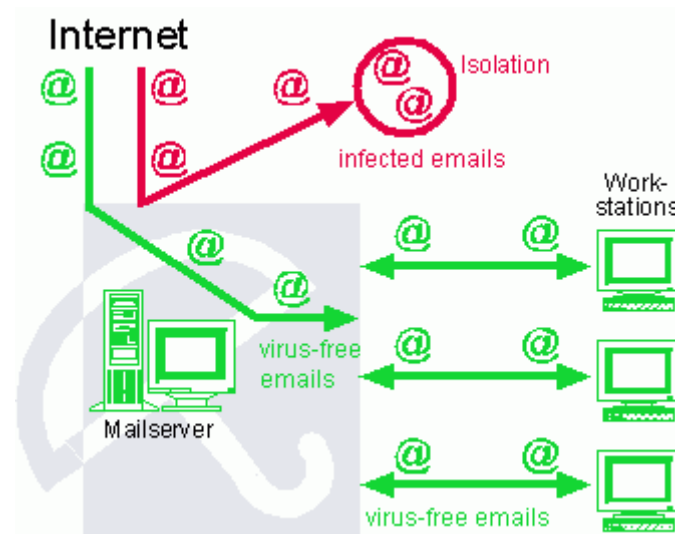 Internet
@ @ @ @
Isolation
@
@ @
infected emails
Work-
stations
@ @ @
@
virus-free
emails
@ @
Mailserver
@ @
virus-free emails